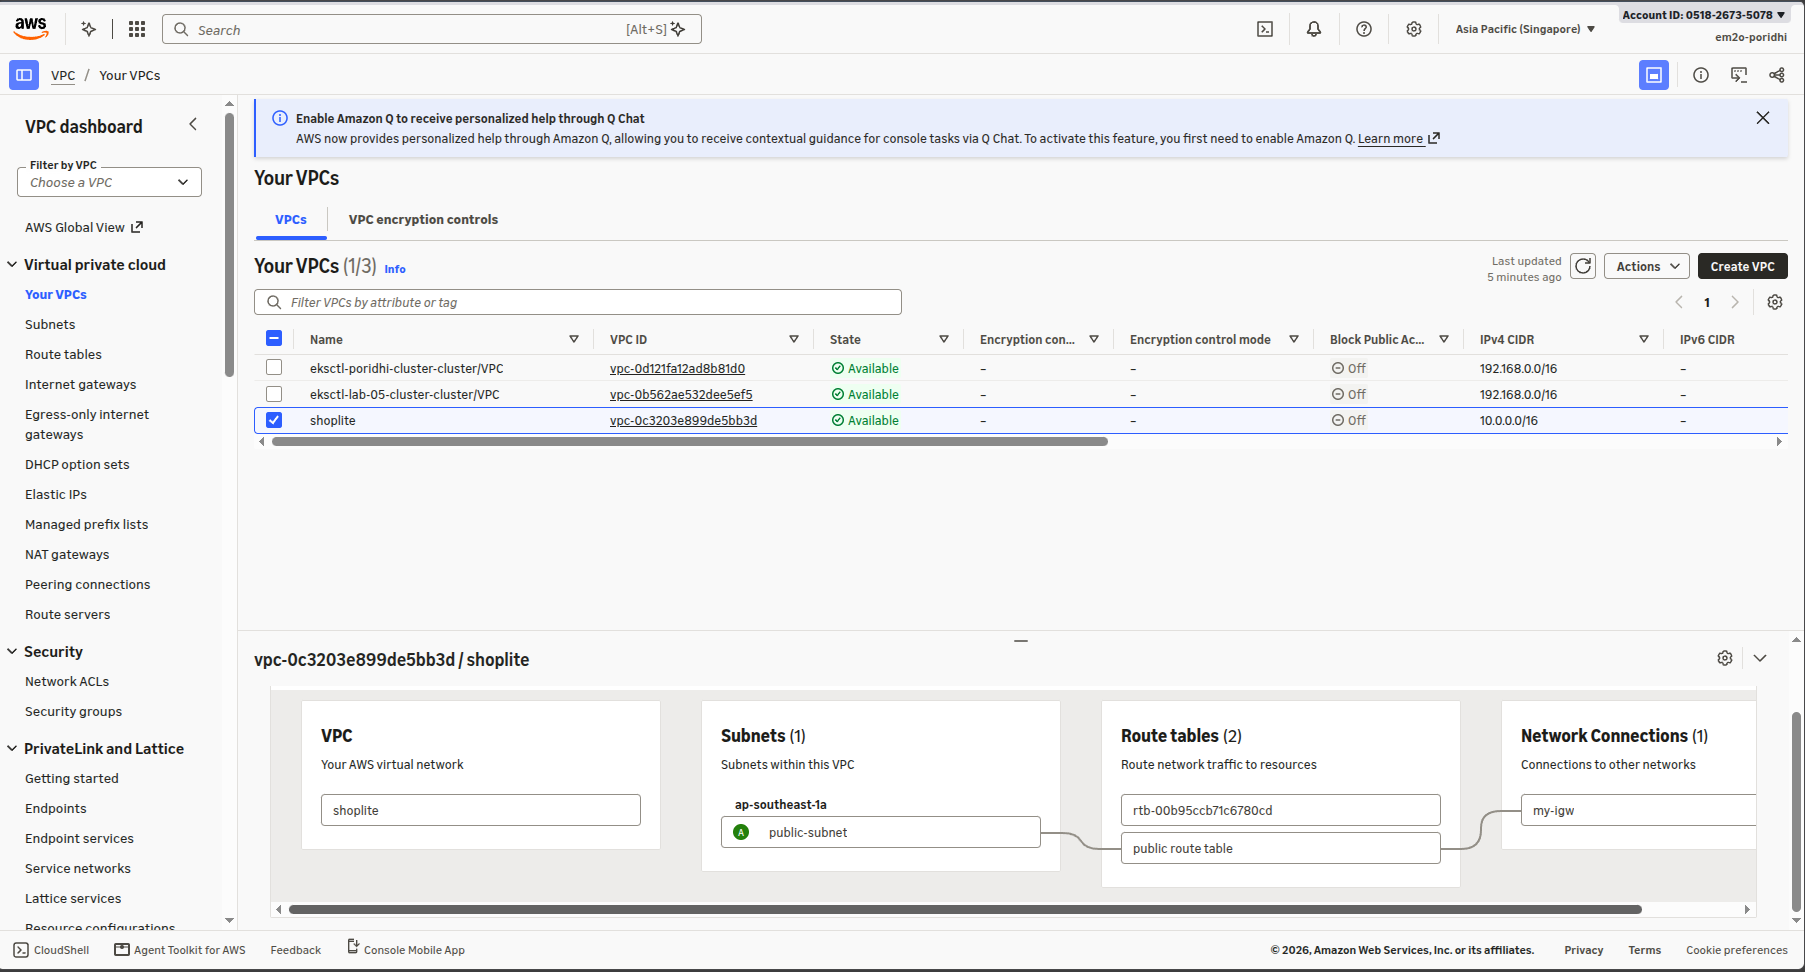 aws
Search
[Alt+S]
Asia Pacific (Singapore)
Account ID: 0518-2673-5078
em2o-poridhi
VPC / Your VPCs
VPC dashboard
Filter by VPC
Choose a VPC
AWS Global View
Virtual private cloud
Your VPCs
Subnets
Route tables
Internet gateways
Egress-only internet
gateways
DHCP option sets
Elastic IPs
Managed prefix lists
NAT gateways
Peering connections
Route servers
Security
Network ACLs
Security groups
PrivateLink and Lattice
Getting started
Endpoints
Endpoint services
Service networks
Lattice services
Resource configurations
Enable Amazon Q to receive personalized help through Q Chat
AWS now provides personalized help through Amazon Q, allowing you to receive contextual guidance for console tasks via Q Chat. To activate this feature, you first need to enable Amazon Q. Learn more
Your VPCs
VPCs
VPC encryption controls
Your VPCs (1/3) Info
Last updated
5 minutes ago
Actions
Create VPC
Filter VPCs by attribute or tag
1
Name VPC ID State Encryption con... Encryption control mode Block Public Ac... IPv4 CIDR IPv6 CIDR
eksctl-poridhi-cluster-cluster/VPC vpc-0d121fa12ad8b81d0 Available – – Off 192.168.0.0/16 –
eksctl-lab-05-cluster-cluster/VPC vpc-0b562ae532dee5ef5 Available – – Off 192.168.0.0/16 –
shoplite vpc-0c3203e899de5bb3d Available – – Off 10.0.0.0/16 –
vpc-0c3203e899de5bb3d / shoplite
VPC
Your AWS virtual network
shoplite
Subnets (1)
Subnets within this VPC
ap-southeast-1a
A public-subnet
Route tables (2)
Route network traffic to resources
rtb-00b95ccb71c6780cd
public route table
Network Connections (1)
Connections to other networks
my-igw
CloudShell
Agent Toolkit for AWS
Feedback
Console Mobile App
© 2026, Amazon Web Services, Inc. or its affiliates.
Privacy
Terms
Cookie preferences